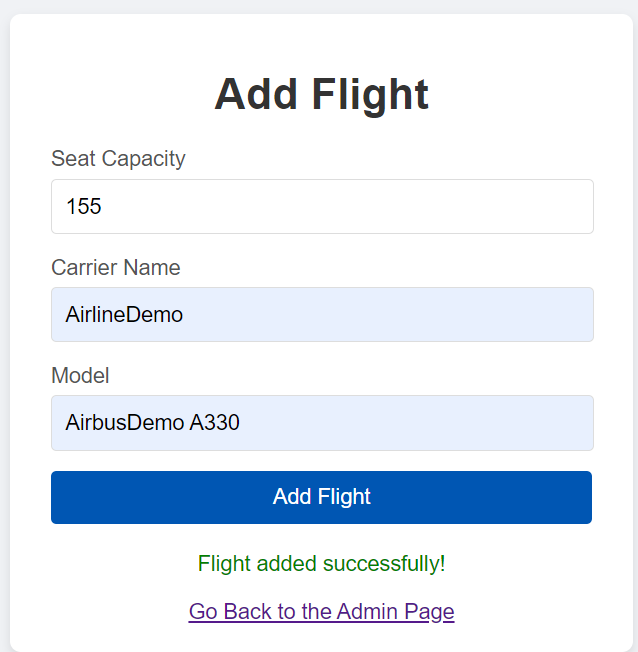 Add Flight
Seat Capacity
155
Carrier Name
AirlineDemo
Model
AirbusDemo A330
Add Flight
Flight added successfully!
Go Back to the Admin Page